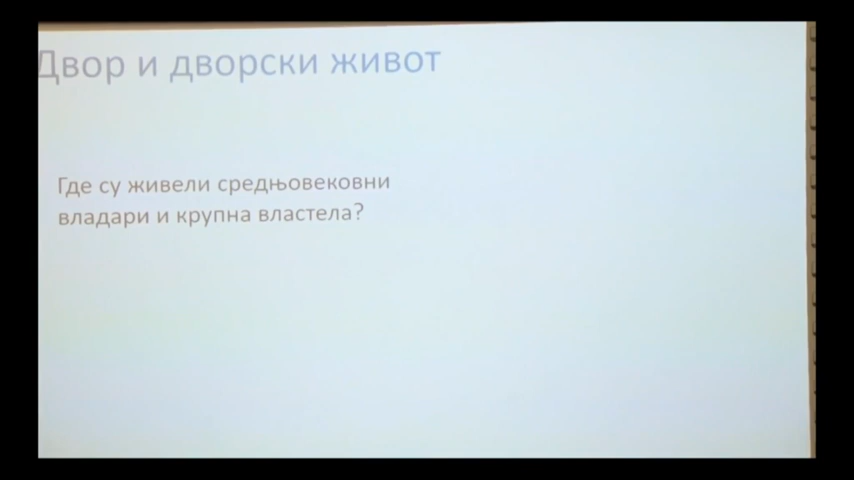 Двор и дворски живот
Где су живели средњовековни
владари и крупна властела?